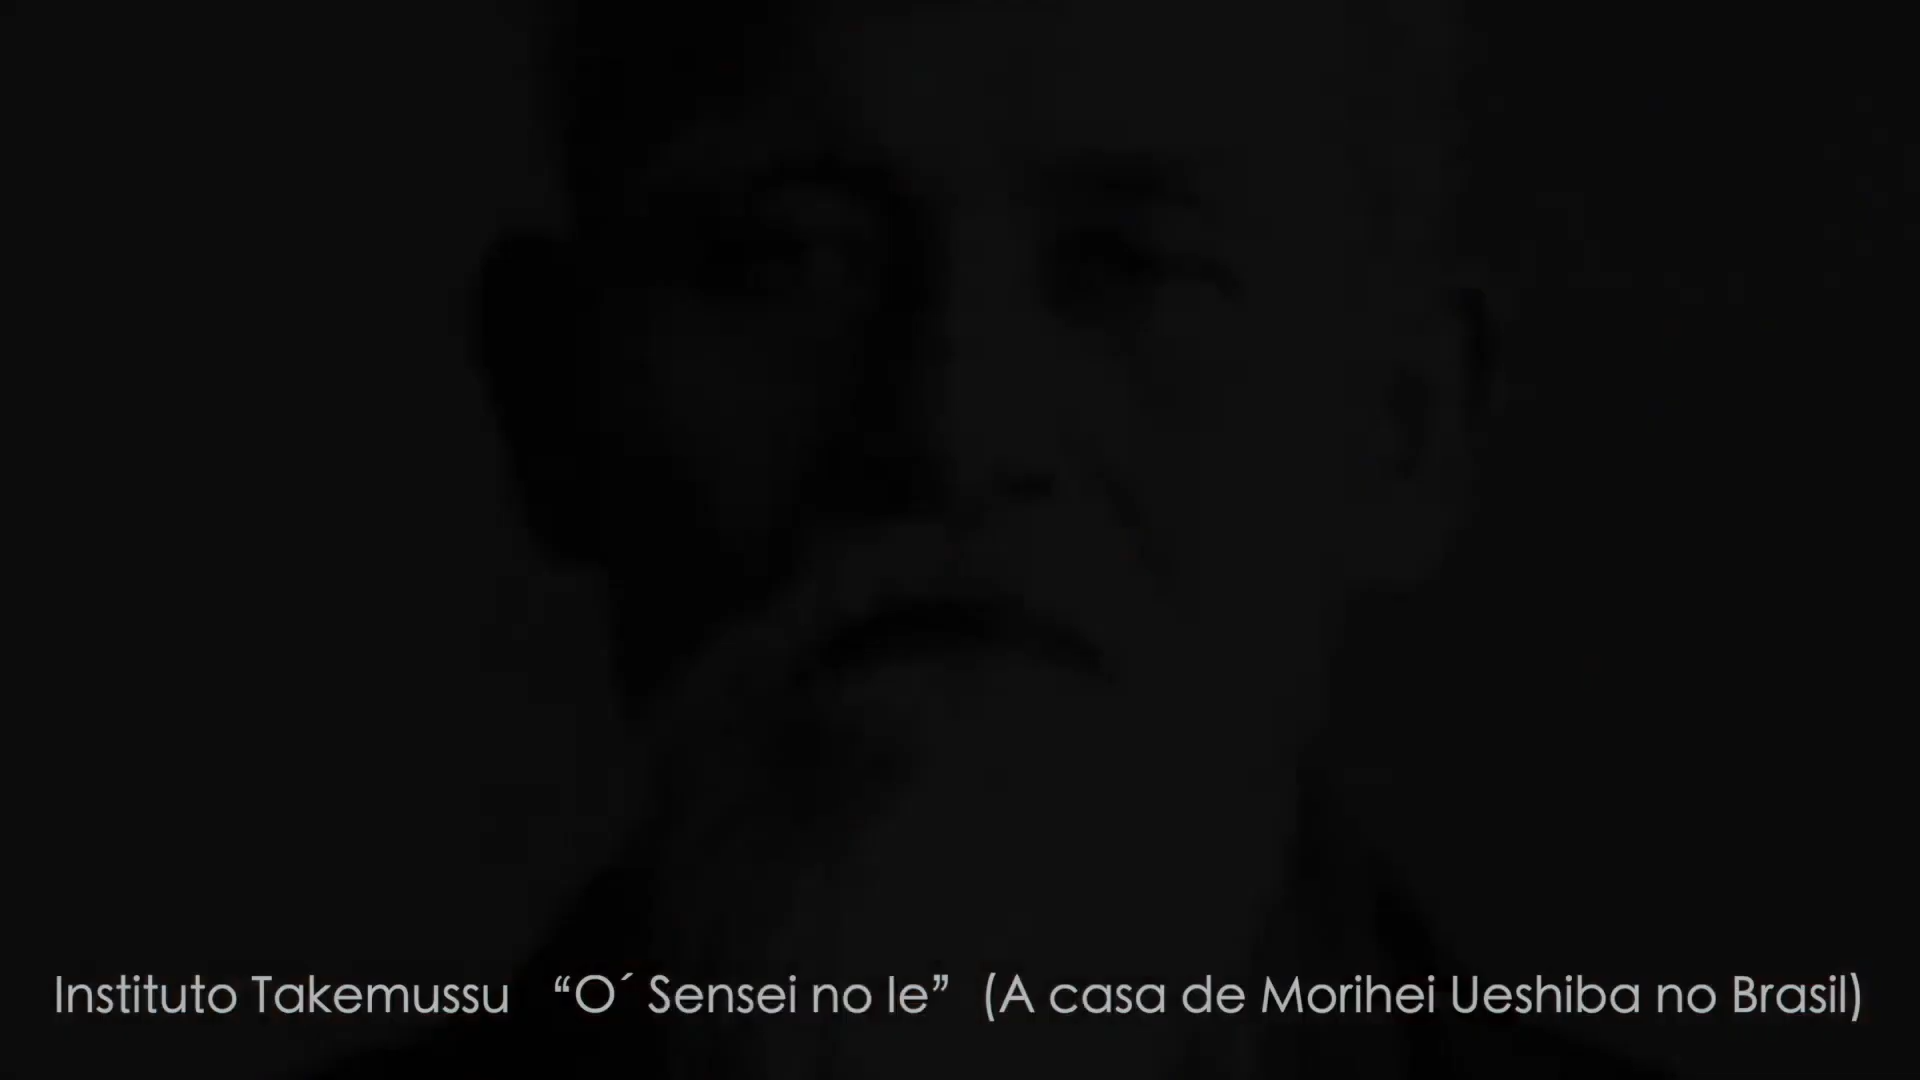 Instituto Takemussu “O´ Sensei no Ie” (A casa de Morihei Ueshiba no Brasil)